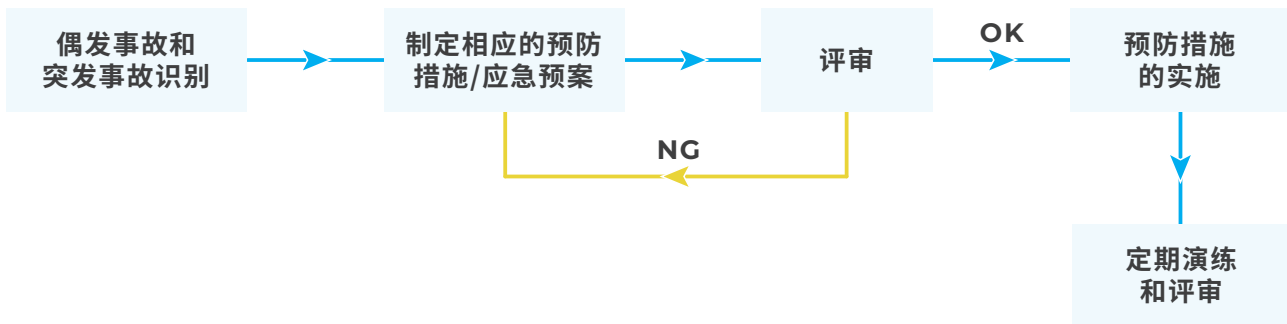 偶发事故和
突发事故识别
制定相应的预防
措施/应急预案
评审
OK
预防措施
的实施
NG
定期演练
和评审